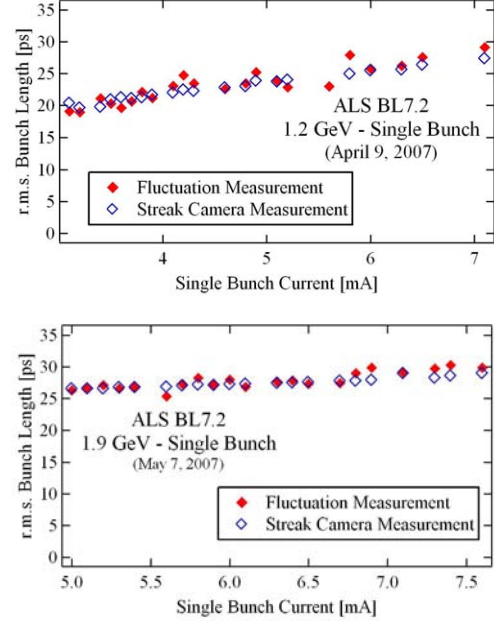 35
30
25
20
15
10
5
0
r.m.s. Bunch Length [ps]
ALS BL7.2
1.2 GeV - Single Bunch
(April 9, 2007)
Fluctuation Measurement
Streak Camera Measurement
4 5 6 7
Single Bunch Current [mA]
35
30
25
20
15
10
5
0
r.m.s. Bunch Length [ps]
ALS BL7.2
1.9 GeV - Single Bunch
(May 7, 2007)
Fluctuation Measurement
Streak Camera Measurement
5.0 5.5 6.0 6.5 7.0 7.5
Single Bunch Current [mA]